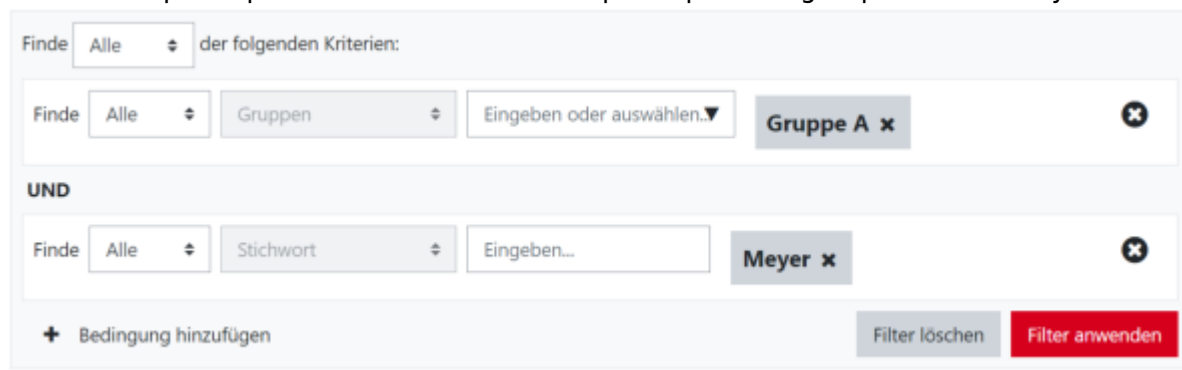 Finde Alle der folgenden Kriterien:
Finde Alle Gruppen Eingeben oder auswählen.. Gruppe A ×
UND
Finde Alle Stichwort Eingeben... Meyer ×
+ Bedingung hinzufügen Filter löschen Filter anwenden